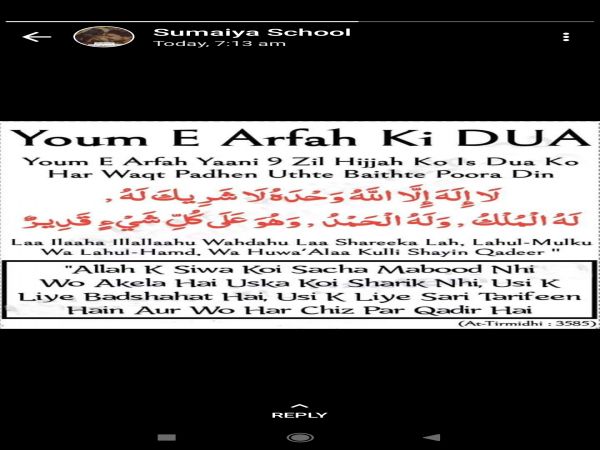 Sumaiya School
Today, 7:13 am
Youm E Arfah Ki DUA
Youm E Arfah Yaani 9 Zil Hijjah Ko Is Dua Ko
Har Waqt Padhen Uthte Baithte Poora Din
لَا إِلٰهَ إِلَّا اللّٰهُ وَحْدَهُ لَا شَرِيكَ لَهُ ,
لَهُ الْمُلْكُ , وَلَهُ الْحَمْدُ , وَهُوَ عَلَى كُلِّ شَيْءٍ قَدِيرٌ
Laa Ilaaha Illallaahu Wahdahu Laa Shareeka Lah, Lahul-Mulku
Wa Lahul-Hamd, Wa Huwa‘Alaa Kulli Shayin Qadeer "
"Allah K Siwa Koi Sacha Mabood Nhi
Wo Akela Hai Uska Koi Sharik Nhi, Usi K
Liye Badshahat Hai, Usi K Liye Sari Tarifeen
Hain Aur Wo Har Chiz Par Qadir Hai
(At-Tirmidhi : 3585)
REPLY